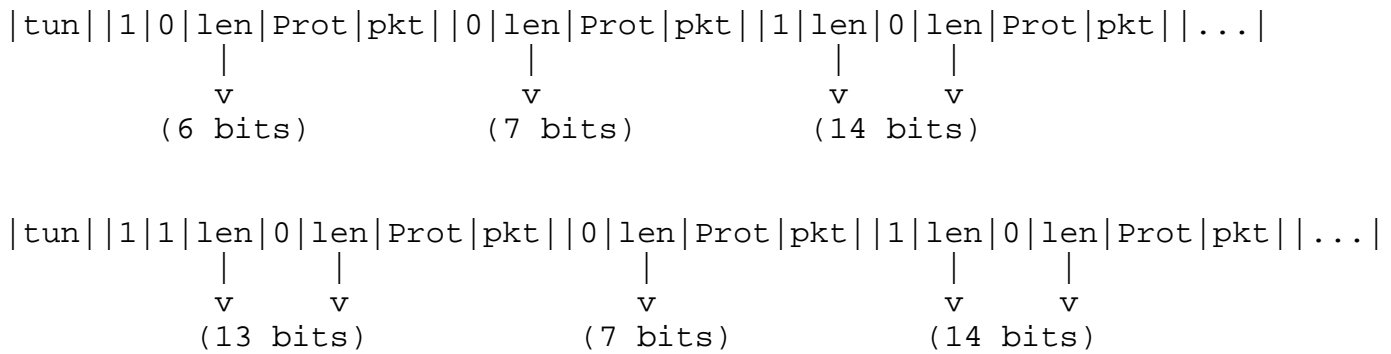 |tun||1|0|len|Prot|pkt||0|len|Prot|pkt||1|len|0|len|Prot|pkt||...|
| | | |
v v v v
(6 bits) (7 bits) (14 bits)
|tun||1|1|len|0|len|Prot|pkt||0|len|Prot|pkt||1|len|0|len|Prot|pkt||...|
| | | | |
v v v v v
(13 bits) (7 bits) (14 bits)